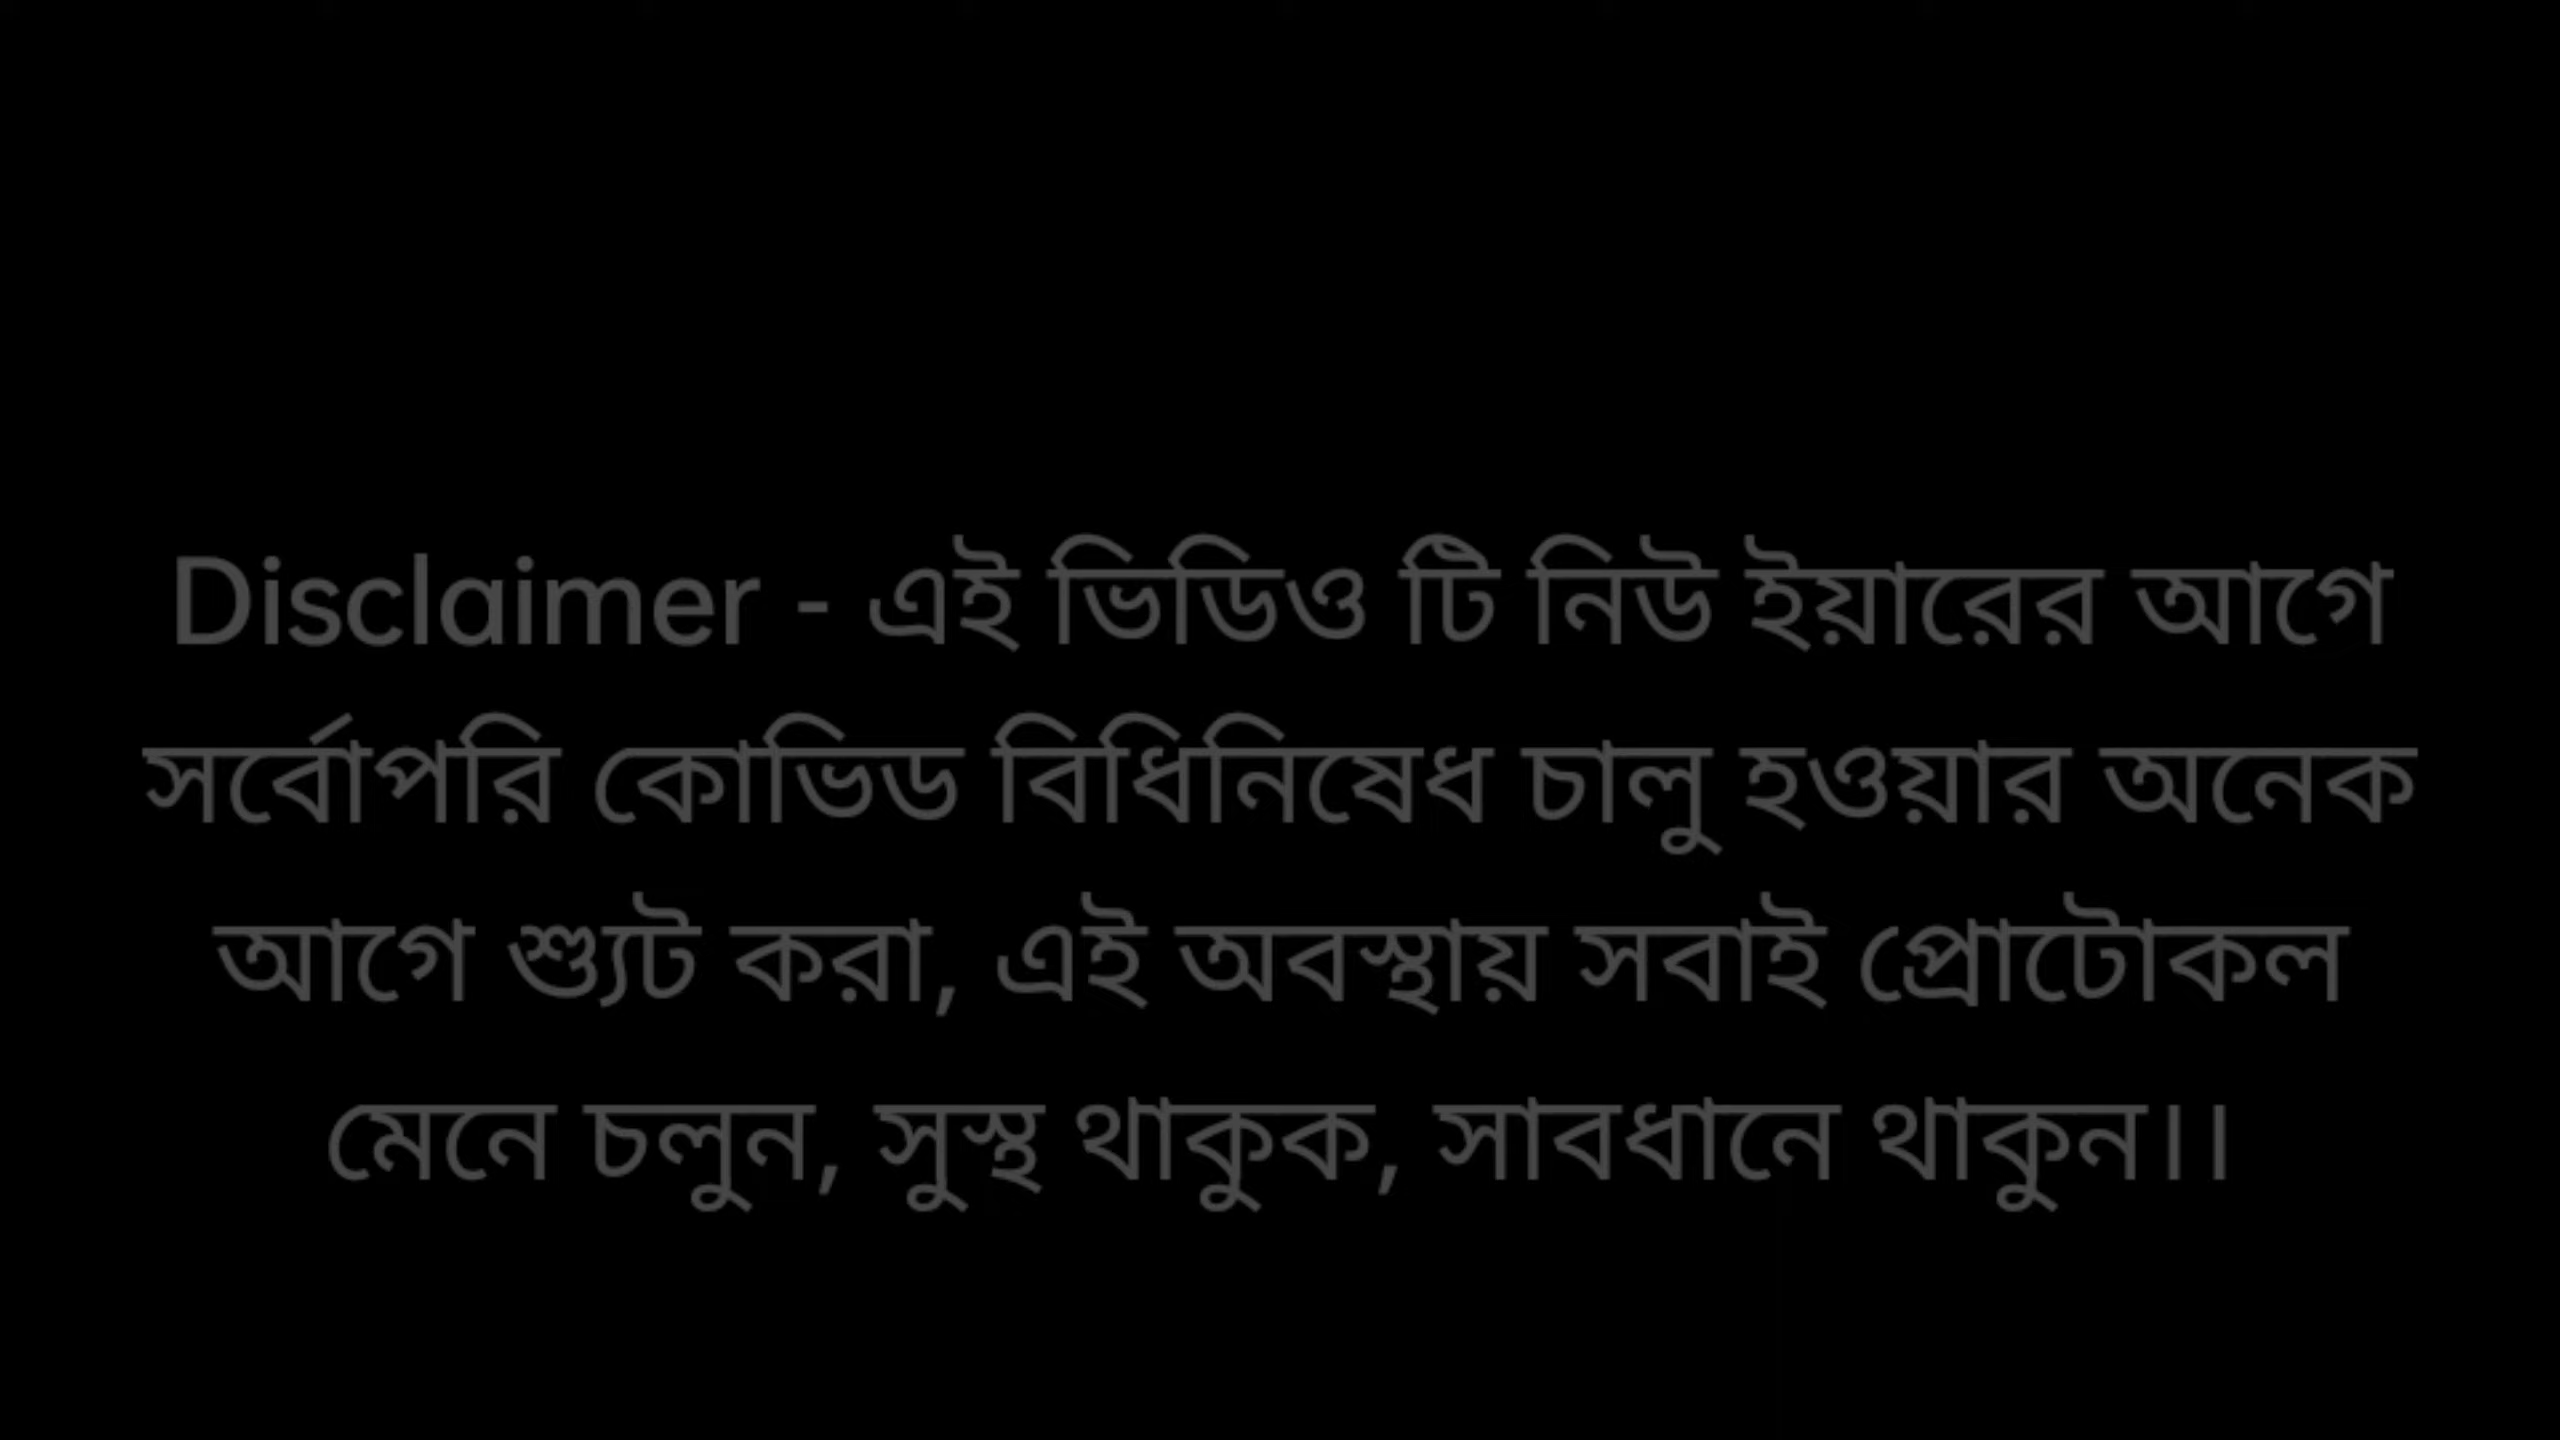 Disclaimer - এই ভিডিও টি নিউ ইয়ারের আগে
সর্বোপরি কোভিড বিধিনিষেধ চালু হওয়ার অনেক
আগে শ্যুট করা, এই অবস্থায় সবাই প্রোটোকল
মেনে চলুন, সুস্থ থাকুক, সাবধানে থাকুন।।